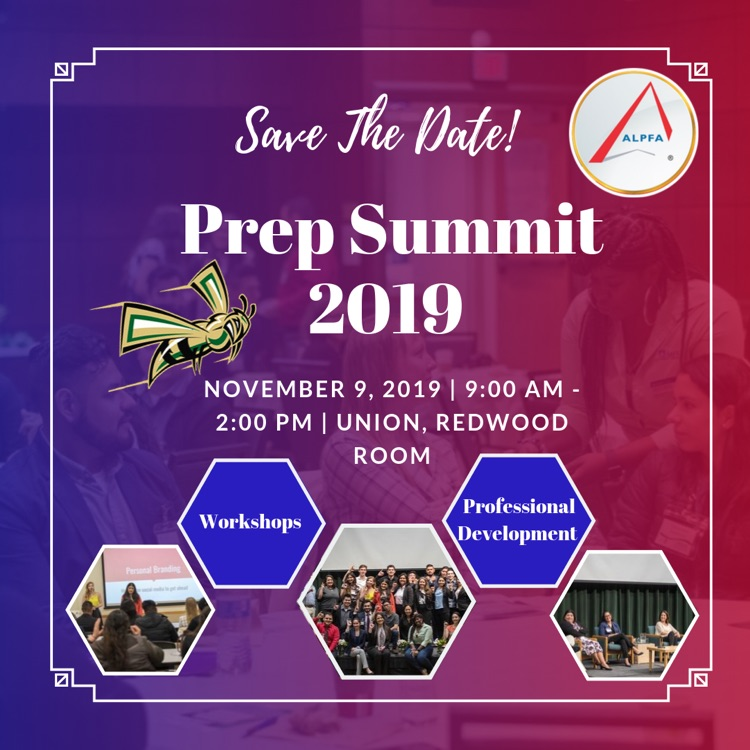 Save The Date!
ALPFA
®
Prep Summit
2019
NOVEMBER 9, 2019 | 9:00 AM -
2:00 PM | UNION, REDWOOD
ROOM
Workshops
Professional
Development
Personal Branding